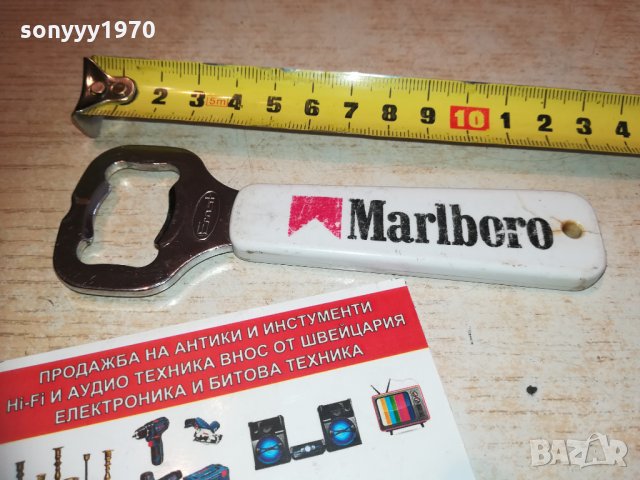 sonyyy1970
2 3 5m 4 5 6 7 8 9 10 1 2 3 4
Marlboro
ПРОДАЖБА НА АНТИКИ И ИНСТУМЕНТИ
Hi-Fi И АУДИО ТЕХНИКА ВНОС ОТ ШВЕЙЦАРИЯ
ЕЛЕКТРОНИКА И БИТОВА ТЕХНИКА
BAZAR